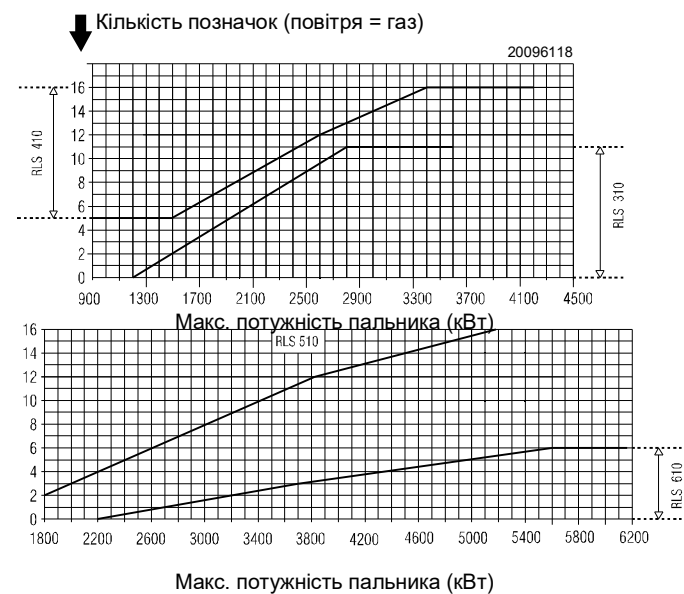 Кількість позначок (повітря = газ)
20096118
16
14
12
10
8
6
4
2
0
RLS 410
RLS 310
900 1300 1700 2100 2500 2900 3300 3700 4100 4500
Макс. потужність пальника (кВт)
RLS 510
16
14
12
10
8
6
4
2
0
RLS 610
1800 2200 2600 3000 3400 3800 4200 4600 5000 5400 5800 6200
Макс. потужність пальника (кВт)